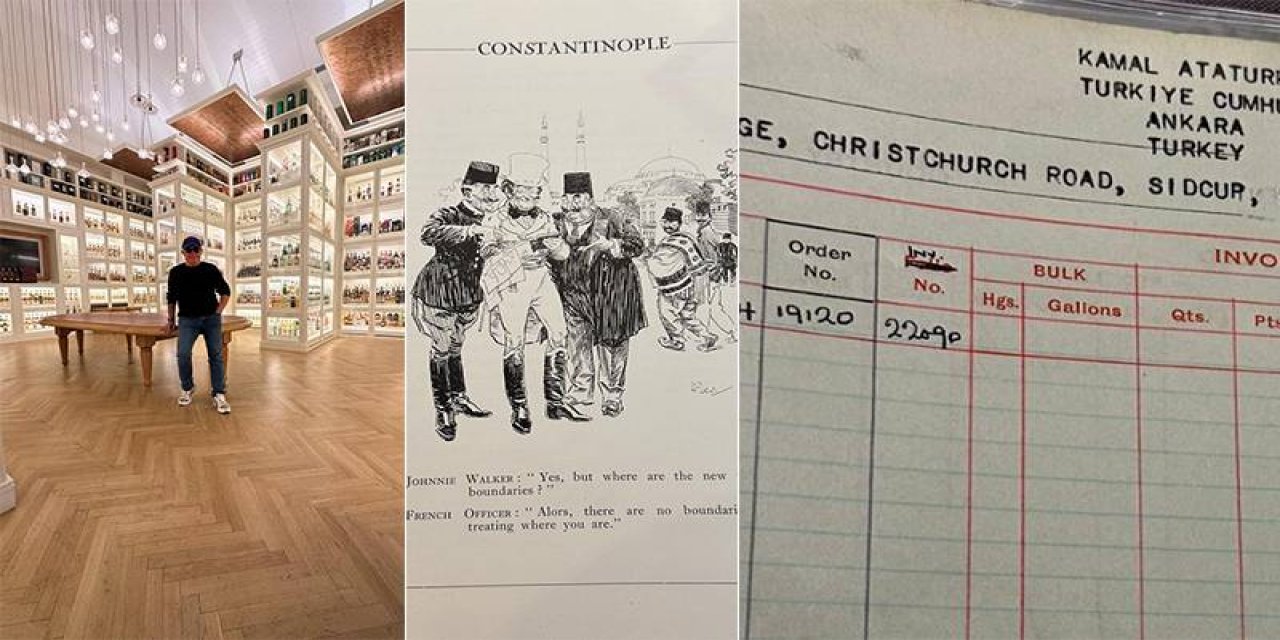 CONSTANTINOPLE
JOHNNIE WALKER: "Yes, but where are the new
boundaries?"
FRENCH OFFICER: "Alors, there are no boundari
treating where you are."
KAMAL ATATUR
TURKIYE CUMHU
ANKARA
TURKEY
GE, CHRISTCHURCH ROAD, SIDCUP,
INVO
Order
No.
Inv.
No.
BULK
Hgs.
Gallons
Qts.
Pts
19120
22090